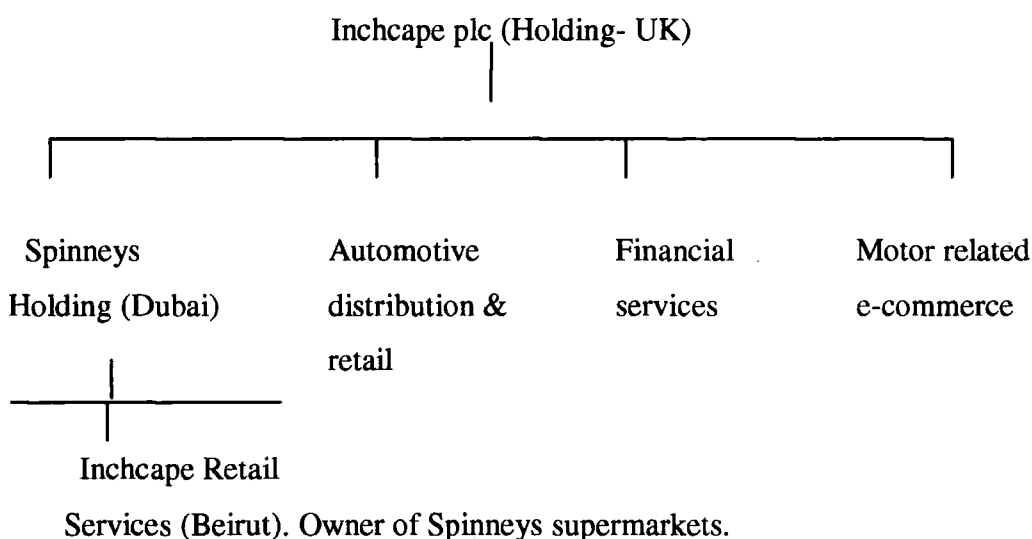 Inchcape plc (Holding- UK)
Spinneys
Holding (Dubai)
Automotive
distribution &
retail
Financial
services
Motor related
e-commerce
Inchcape Retail
Services (Beirut). Owner of Spinneys supermarkets.